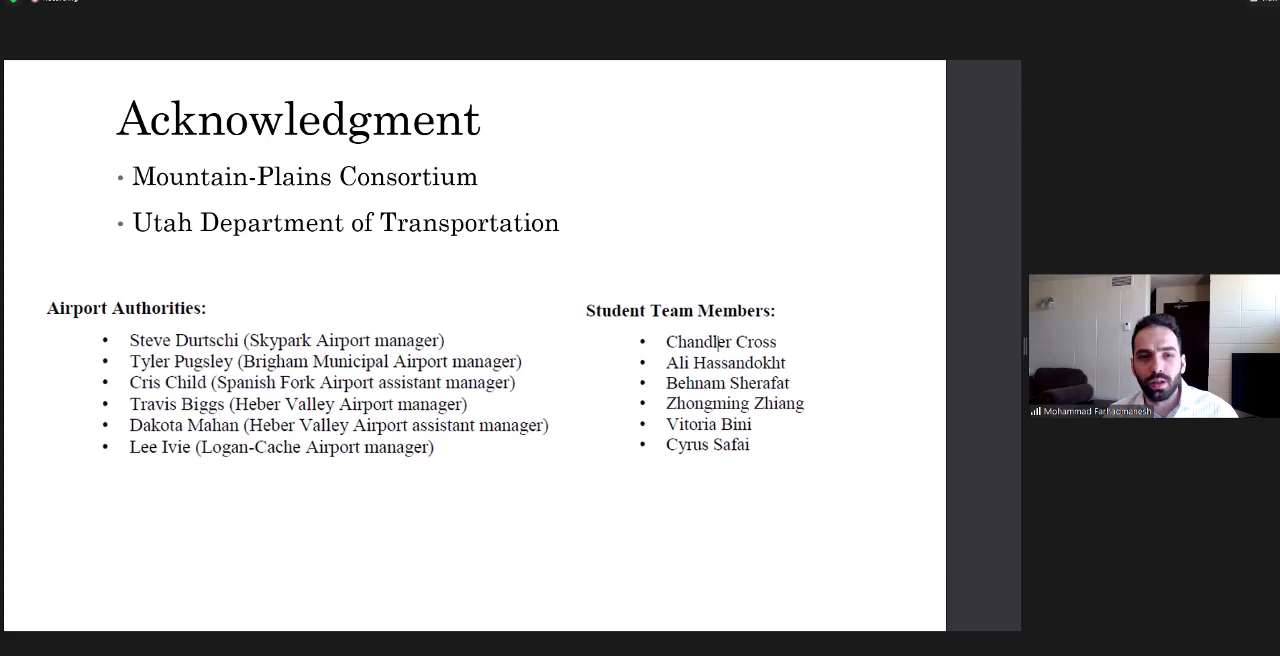 Acknowledgment
• Mountain-Plains Consortium
• Utah Department of Transportation
Airport Authorities:
• Steve Durtschi (Skypark Airport manager)
• Tyler Pugsley (Brigham Municipal Airport manager)
• Cris Child (Spanish Fork Airport assistant manager)
• Travis Biggs (Heber Valley Airport manager)
• Dakota Mahan (Heber Valley Airport assistant manager)
• Lee Ivie (Logan-Cache Airport manager)
Student Team Members:
• Chandler Cross
• Ali Hassandokht
• Behnam Sherafat
• Zhongming Zhiang
• Vitoria Bini
• Cyrus Safai
Mohammad Farhadmanesh